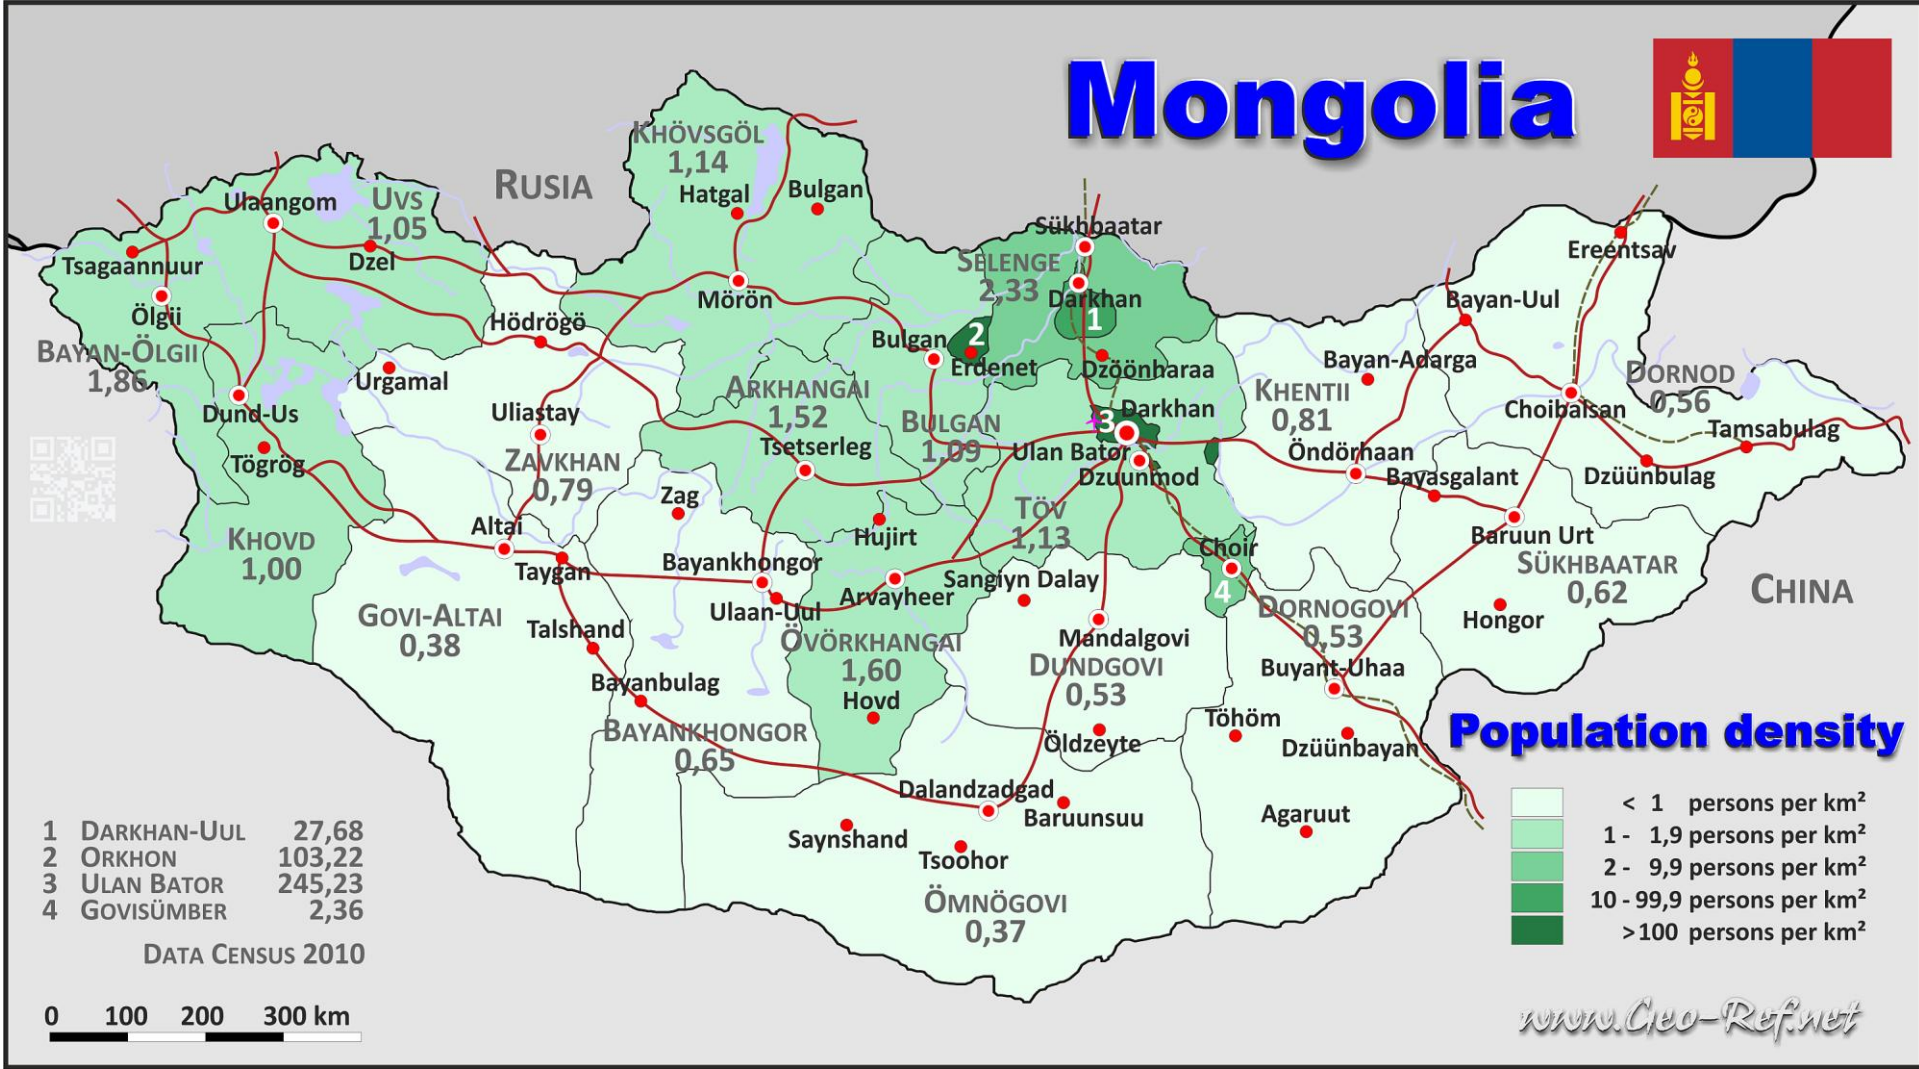 Mongolia
RUSIA
CHINA
KHÖVSGÖL
1,14
Hatgal
Bulgan
Mörön
UVS
1,05
Ulaangom
Dzel
Tsagaannuur
Ölgii
BAYAN-ÖLGII
1,86
Dund-Us
Tögrög
KHOVD
1,00
Urgamal
Hödrögö
Uliastay
ZAVKHAN
0,79
Altai
Taygan
GOVI-ALTAI
0,38
Talshand
Bayanbulag
BAYANKHONGOR
0,65
Zag
Bayankhongor
Ulaan-Uul
ARKHANGAI
1,52
Tsetserleg
Hujirt
Arvayheer
ÖVÖRKHANGAI
1,60
Hovd
Bulgan
BULGAN
1,09
2
Erdenet
SELENGE
2,33
Sükhbaatar
Darkhan
1
Dzöönharaa
Darkhan
3
Ulan Bator
Dzuunmod
TÖV
1,13
Sangiyn Dalay
Mandalgovi
DUNDGOVI
0,53
Öldzeyte
Choir
4
KHENTII
0,81
Bayan-Adarga
Öndörhaan
Bayan-Uul
Ereentsav
DORNOD
0,56
Choibalsan
Tamsabulag
Dzüünbulag
Bayasgalant
Baruun Urt
SÜKHBAATAR
0,62
Hongor
DORNOGOVI
0,53
Buyant-Uhaa
Töhöm
Dzüünbayan
Agaruut
Dalandzadgad
Baruunsuu
Saynshand
Tsoohor
ÖMNÖGOVI
0,37
1 DARKHAN-UUL 27,68
2 ORKHON 103,22
3 ULAN BATOR 245,23
4 GOVISÜMBER 2,36
DATA CENSUS 2010
0 100 200 300 km
Population density
< 1 persons per km²
1 - 1,9 persons per km²
2 - 9,9 persons per km²
10 - 99,9 persons per km²
>100 persons per km²
www.Geo-Ref.net